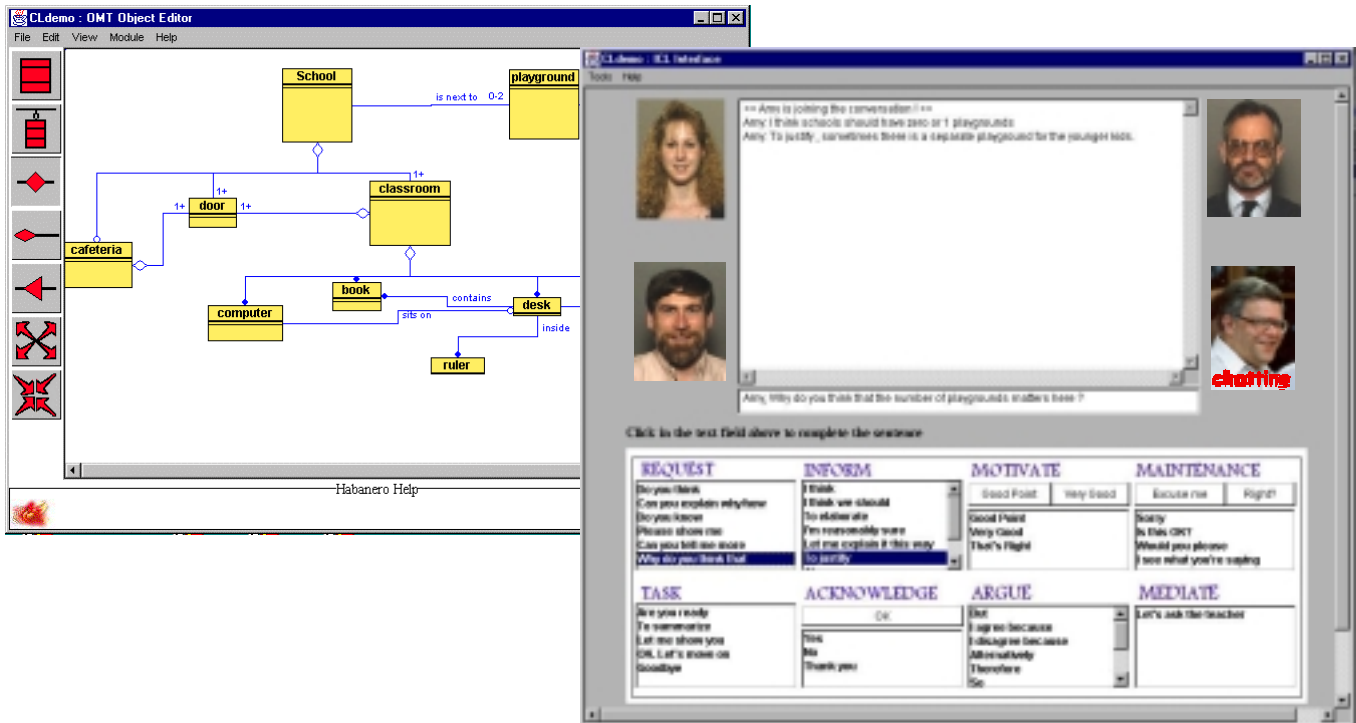 CLdemo : OMT Object Editor
File Edit View Module Help
School
playground
is next to 0-2
1+
classroom
1+
door
1+
1+
cafeteria
book
contains
desk
computer
sits on
inside
ruler
Habanero Help
CLdemo : ICL Interface
Tools Help
== Amy is joining the conversation ! ==
Amy: I think schools should have zero or 1 playgrounds
Amy: To justify , sometimes there is a separate playground for the younger kids.
chatting
Amy, Why do you think that the number of playgrounds matters here ?
Click in the text field above to complete the sentence
REQUEST
Do you think
Can you explain why/how
Do you know
Please show me
Can you tell me more
Why do you think that
INFORM
I think
I think we should
To elaborate
I'm reasonably sure
Let me explain it this way
To justify
MOTIVATE
Good Point Very Good
Good Point
Very Good
That's Right
MAINTENANCE
Excuse me Right?
Sorry
Is this OK?
Would you please
I see what you're saying
TASK
Are you ready
To summarize
Let me show you
OK. Let's move on
Goodbye
ACKNOWLEDGE
OK
Yes
No
Thank you
ARGUE
But
I agree because
I disagree because
Alternatively
Therefore
So
MEDIATE
Let's ask the teacher